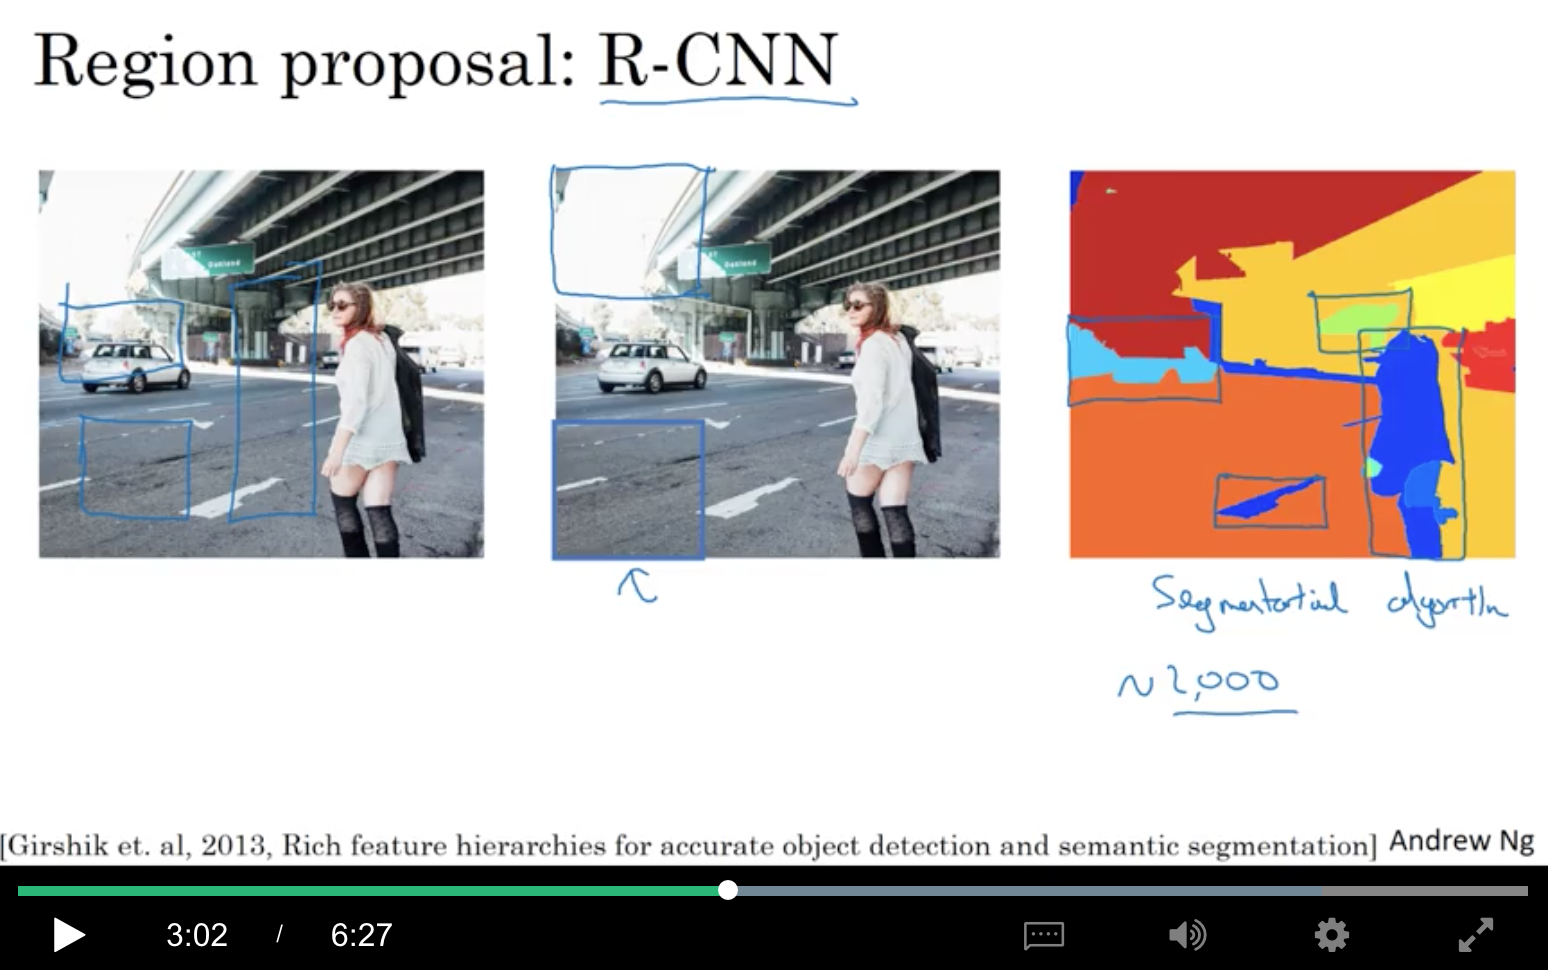 Region proposal: R-CNN
Oakland
Oakland
Segmentation algorithm
~2,000
[Girshik et. al, 2013, Rich feature hierarchies for accurate object detection and semantic segmentation] Andrew Ng
3:02 / 6:27